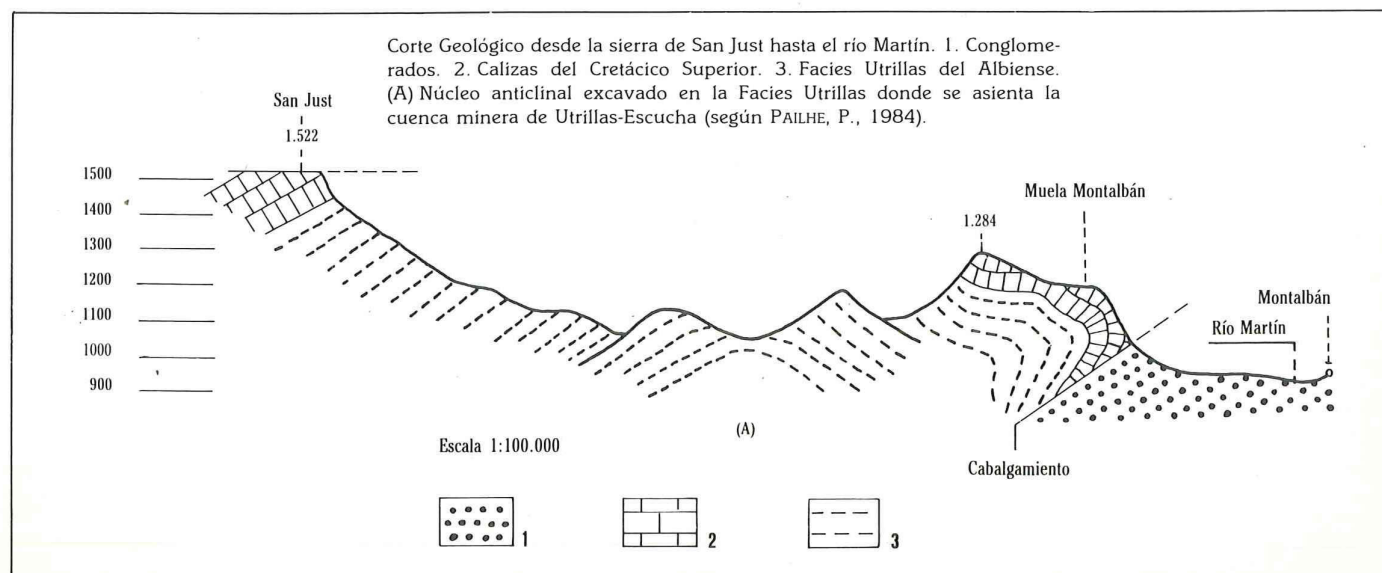 Corte Geológico desde la sierra de San Just hasta el río Martín. 1. Conglome-
rados. 2. Calizas del Cretácico Superior. 3. Facies Utrillas del Albiense.
(A) Núcleo anticlinal excavado en la Facies Utrillas donde se asienta la
cuenca minera de Utrillas-Escucha (según PAILHE, P., 1984).
San Just
1.522
1500
1400
1300
1200
1100
1000
900
1.284
Muela Montalbán
Montalbán
Río Martín
(A)
Cabalgamiento
Escala 1:100.000
1
2
3